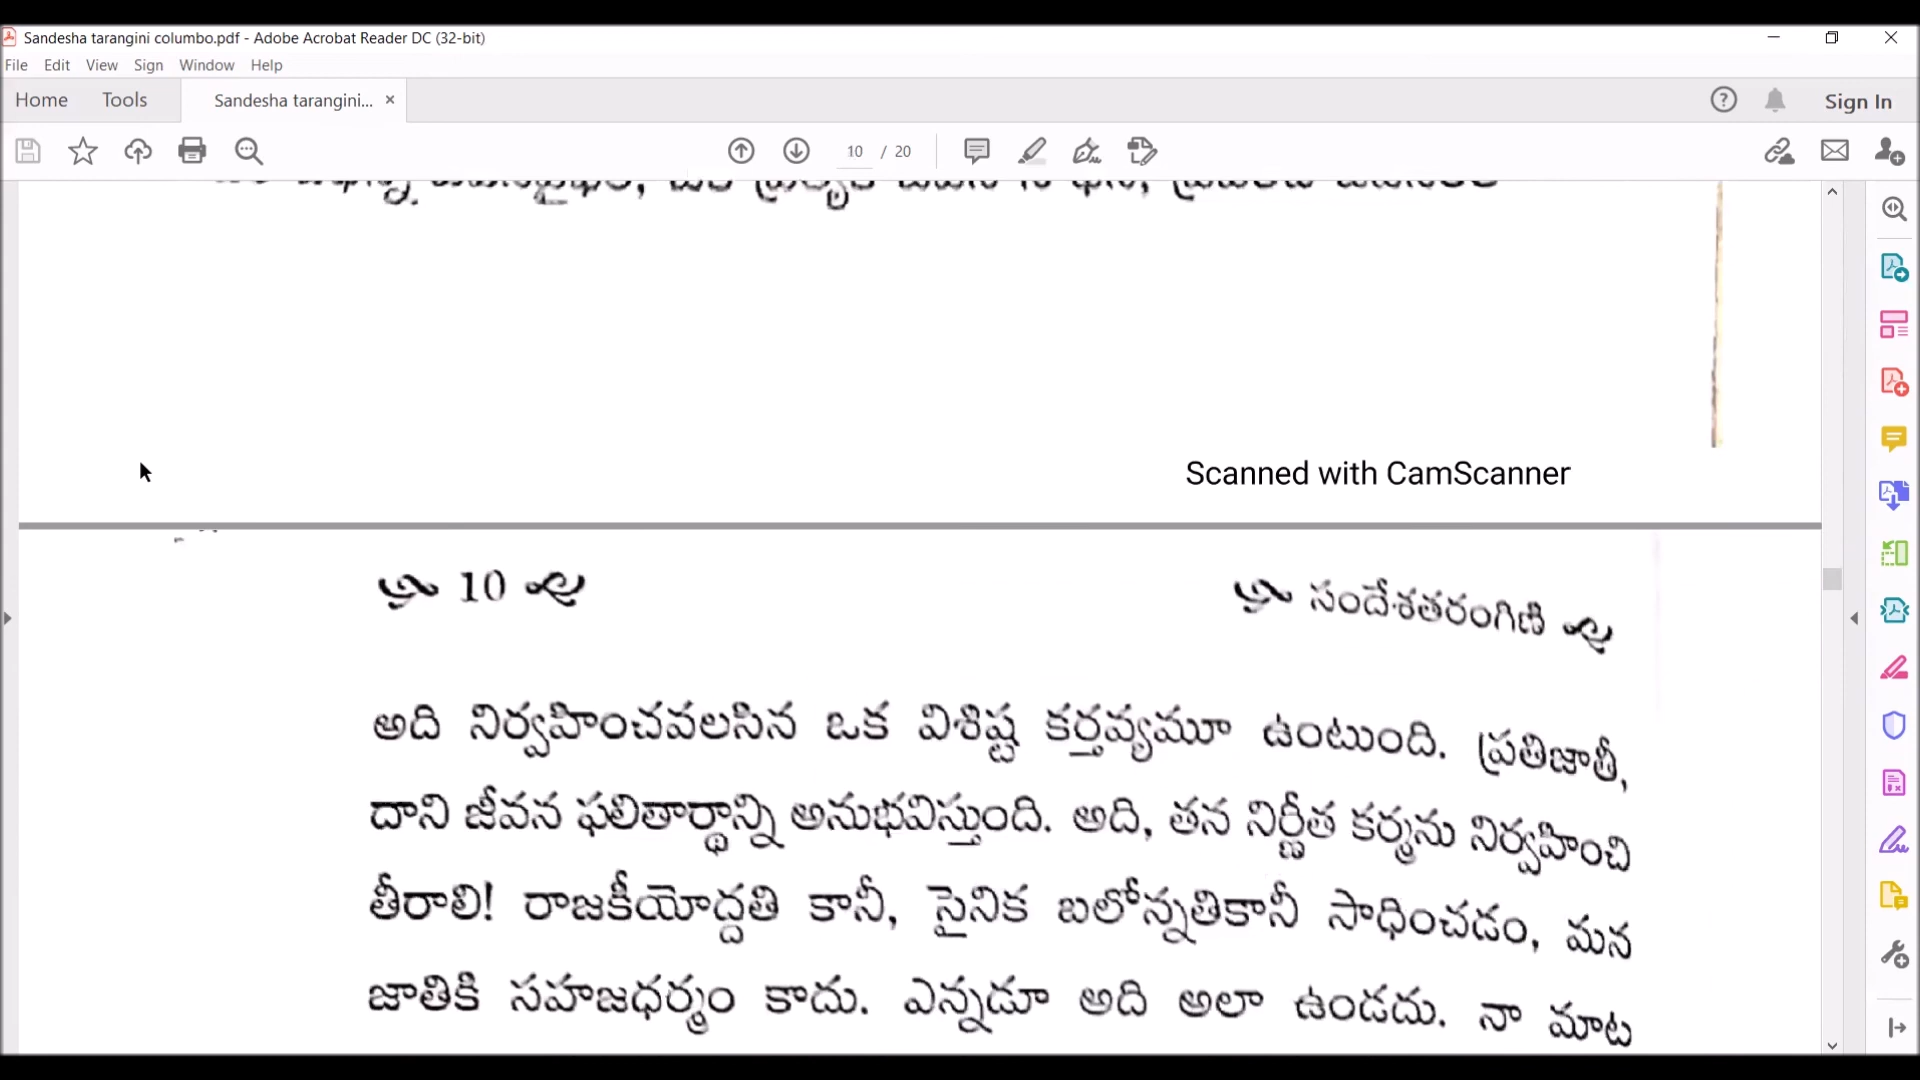 Sandesha tarangini columbo.pdf - Adobe Acrobat Reader DC (32-bit)
File Edit View Sign Window Help
Home Tools Sandesha tarangini... × Sign In
10 / 20
Scanned with CamScanner
10 సందేశతరంగిణి
అది నిర్వహించవలసిన ఒక విశిష్ట కర్తవ్యమూ ఉంటుంది. ప్రతిజాతీ,
దాని జీవన ఫలితార్థాన్ని అనుభవిస్తుంది. అది, తన నిర్ణీత కర్మను నిర్వహించి
తీరాలి! రాజకీయోద్ధతి కానీ, సైనిక బలోన్నతికానీ సాధించడం, మన
జాతికి సహజధర్మం కాదు. ఎన్నడూ అది అలా ఉండదు. నా మాట